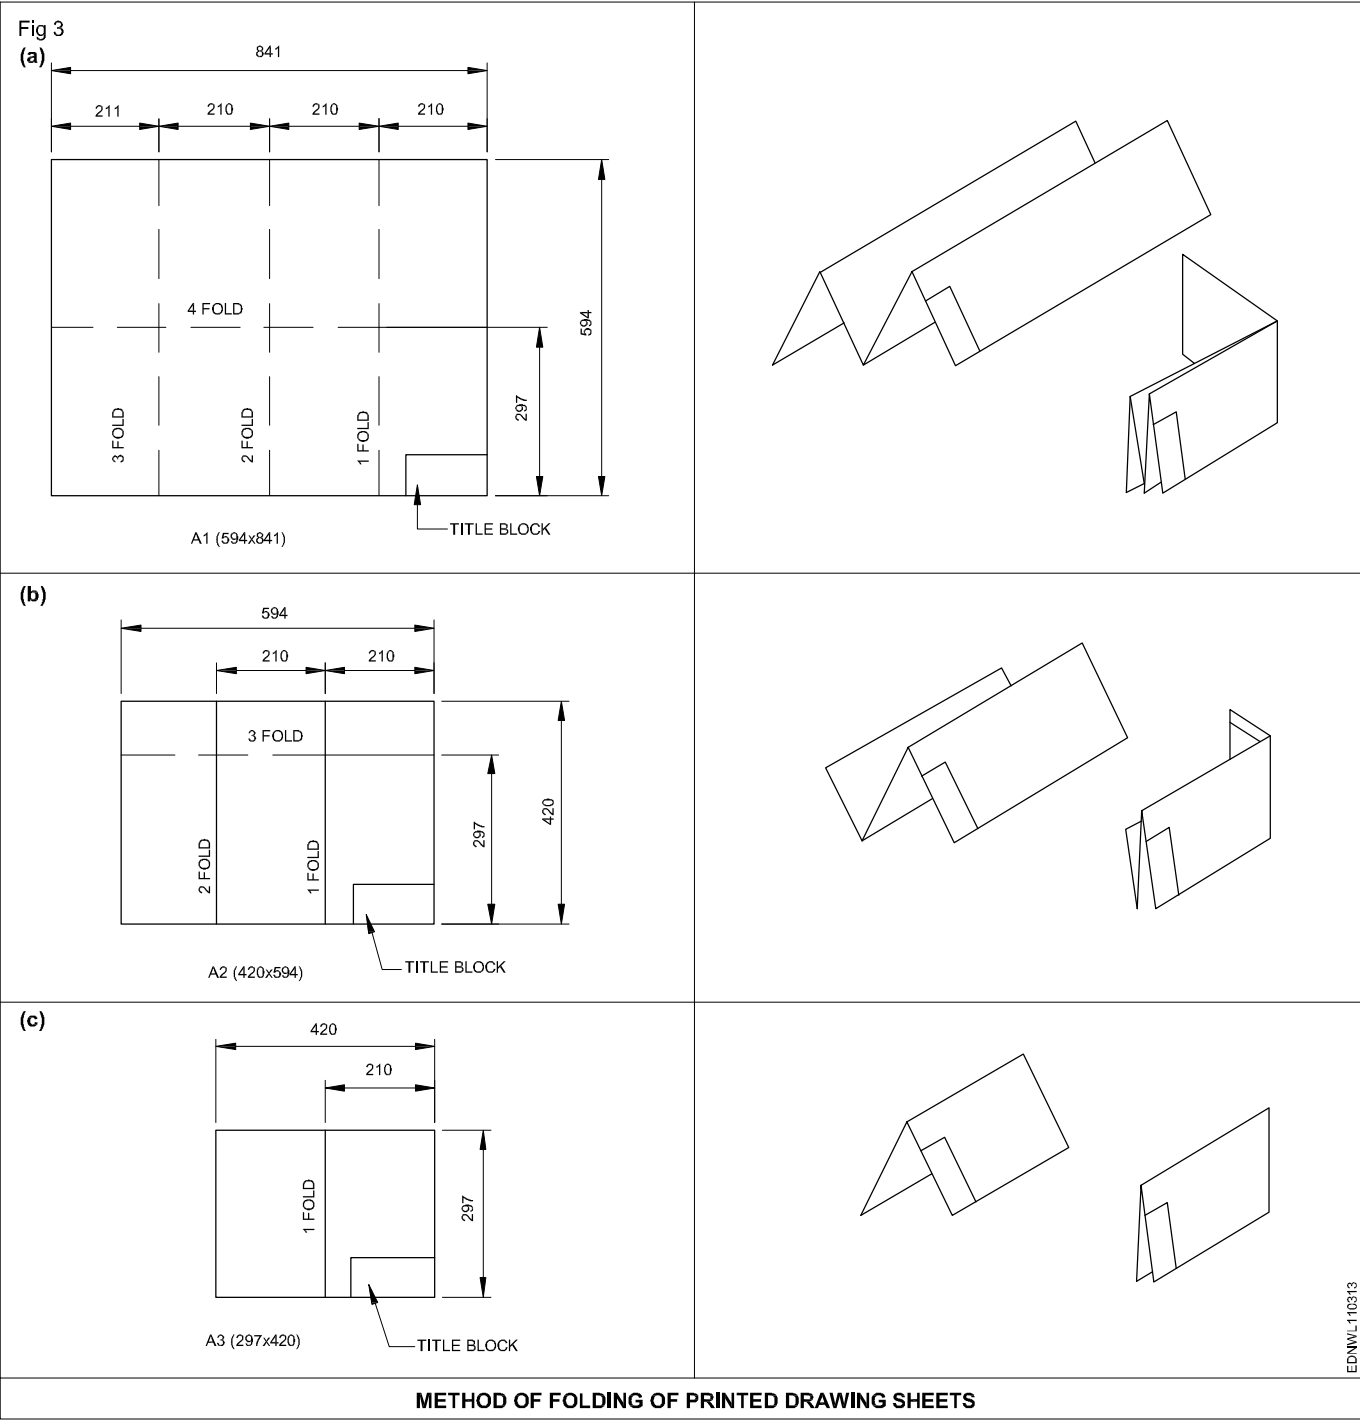 Fig 3
(a)
841
211
210
210
210
4 FOLD
594
297
3 FOLD
2 FOLD
1 FOLD
TITLE BLOCK
A1 (594x841)
(b)
594
210
210
3 FOLD
420
297
2 FOLD
1 FOLD
TITLE BLOCK
A2 (420x594)
(c)
420
210
1 FOLD
297
A3 (297x420)
TITLE BLOCK
EDNWL110313
METHOD OF FOLDING OF PRINTED DRAWING SHEETS